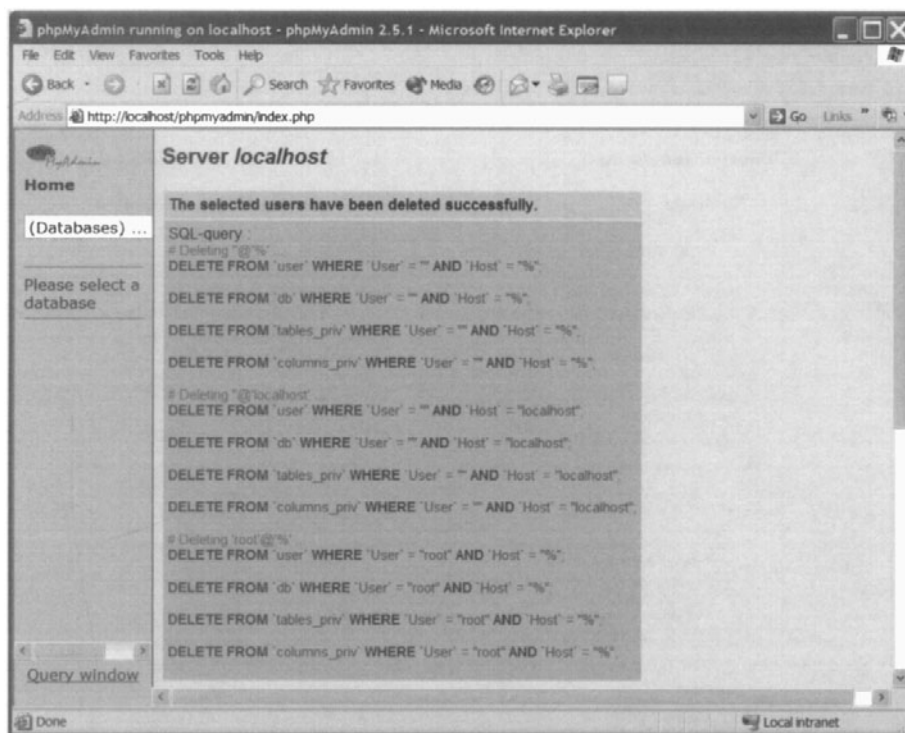 phpMyAdmin running on localhost - phpMyAdmin 2.5.1 - Microsoft Internet Explorer
File Edit View Favorites Tools Help
Back Search Favorites Media
Address http://localhost/phpmyadmin/index.php Go Links »
PhpMyAdmin
Home
(Databases) ...
Please select a
database
Query window
Server localhost
The selected users have been deleted successfully.
SQL-query :
# Deleting ''@'%' ...
DELETE FROM `user` WHERE `User` = "" AND `Host` = "%";
DELETE FROM `db` WHERE `User` = "" AND `Host` = "%";
DELETE FROM `tables_priv` WHERE `User` = "" AND `Host` = "%";
DELETE FROM `columns_priv` WHERE `User` = "" AND `Host` = "%";
# Deleting ''@'localhost' ...
DELETE FROM `user` WHERE `User` = "" AND `Host` = "localhost";
DELETE FROM `db` WHERE `User` = "" AND `Host` = "localhost";
DELETE FROM `tables_priv` WHERE `User` = "" AND `Host` = "localhost";
DELETE FROM `columns_priv` WHERE `User` = "" AND `Host` = "localhost";
# Deleting 'root'@'%' ...
DELETE FROM `user` WHERE `User` = "root" AND `Host` = "%";
DELETE FROM `db` WHERE `User` = "root" AND `Host` = "%";
DELETE FROM `tables_priv` WHERE `User` = "root" AND `Host` = "%";
DELETE FROM `columns_priv` WHERE `User` = "root" AND `Host` = "%";
Done Local intranet